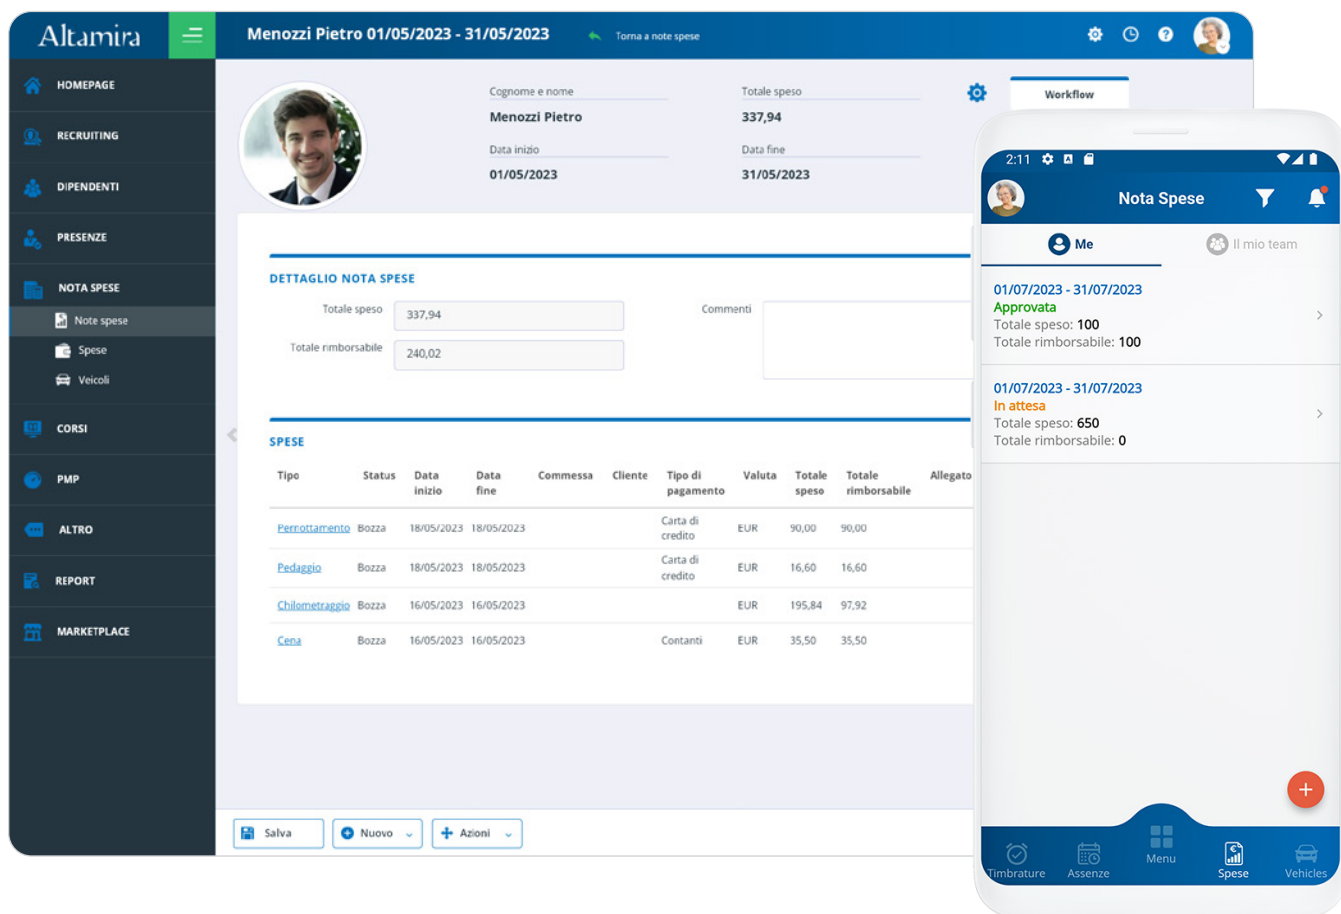 Altamira
Menozzi Pietro 01/05/2023 - 31/05/2023
Torna a note spese
HOMEPAGE
RECRUITING
DIPENDENTI
PRESENZE
NOTA SPESE
Note spese
Spese
Veicoli
CORSI
PMP
ALTRO
REPORT
MARKETPLACE
Cognome e nome
Totale speso
Menozzi Pietro
337,94
Data inizio
Data fine
01/05/2023
31/05/2023
Workflow
DETTAGLIO NOTA SPESE
Totale speso
337,94
Commenti
Totale rimborsabile
240,02
SPESE
Tipo Status Data inizio Data fine Commessa Cliente Tipo di pagamento Valuta Totale speso Totale rimborsabile Allegato
Pernottamento Bozza 18/05/2023 18/05/2023 Carta di credito EUR 90,00 90,00
Pedaggio Bozza 18/05/2023 18/05/2023 Carta di credito EUR 16,60 16,60
Chilometraggio Bozza 16/05/2023 16/05/2023 EUR 195,84 97,92
Cena Bozza 16/05/2023 16/05/2023 Contanti EUR 35,50 35,50
Salva
Nuovo
Azioni
2:11
Nota Spese
Me
Il mio team
01/07/2023 - 31/07/2023
Approvata
Totale speso: 100
Totale rimborsabile: 100
01/07/2023 - 31/07/2023
In attesa
Totale speso: 650
Totale rimborsabile: 0
Timbrature
Assenze
Menu
Spese
Vehicles